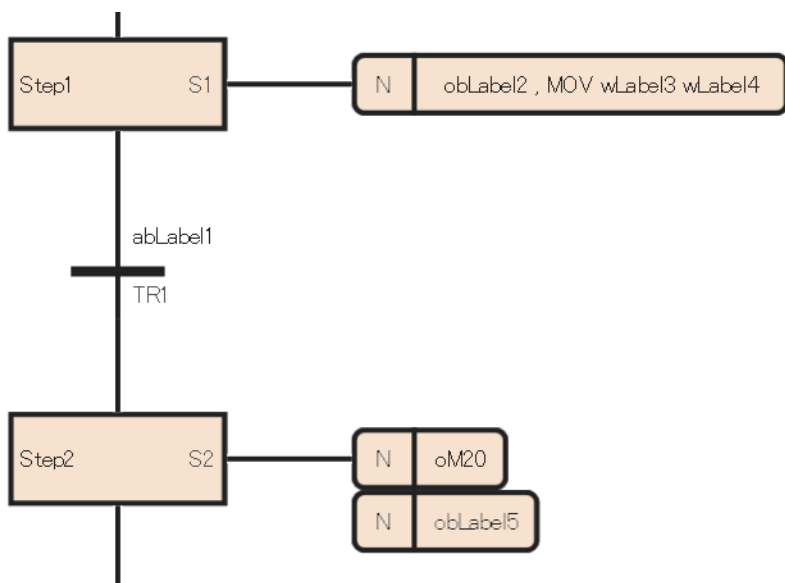 Step1 S1 N obLabel2 , MOV wLabel3 wLabel4
abLabel1
TR1
Step2 S2 N oM20
N obLabel5